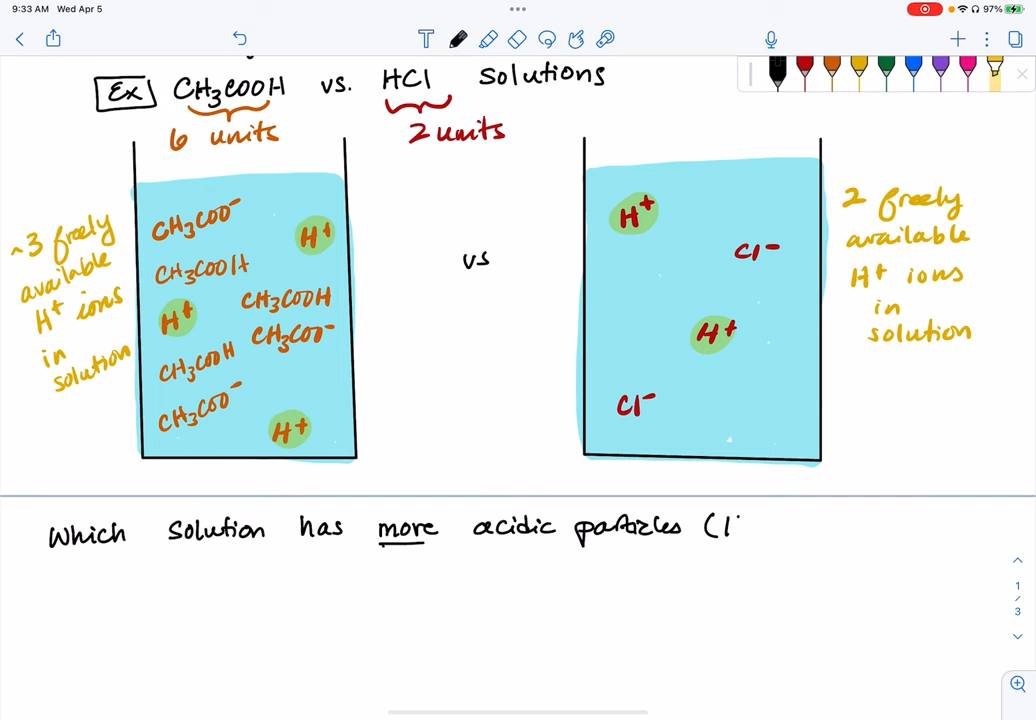 9:33 AM Wed Apr 5
97%
Ex CH₃COOH vs. HCl solutions
6 units
2 units
~3 freely
available
H⁺ ions
in
solution
CH₃COO⁻
H⁺
CH₃COOH
CH₃COOH
H⁺
CH₃COO⁻
CH₃COOH
CH₃COO⁻
H⁺
vs
H⁺
Cl⁻
H⁺
Cl⁻
2 freely
available
H⁺ ions
in
solution
Which solution has more acidic particles (
1
/
3